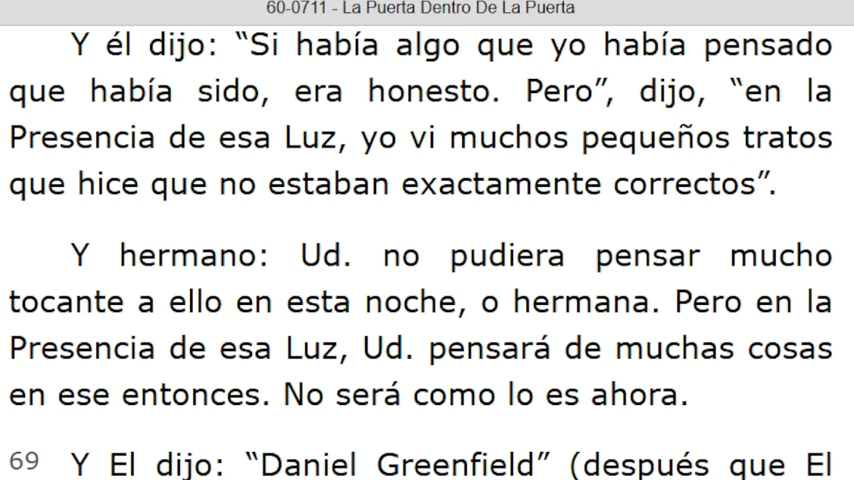 60-0711 - La Puerta Dentro De La Puerta
Y él dijo: “Si había algo que yo había pensado
que había sido, era honesto. Pero”, dijo, “en la
Presencia de esa Luz, yo vi muchos pequeños tratos
que hice que no estaban exactamente correctos”.
Y hermano: Ud. no pudiera pensar mucho
tocante a ello en esta noche, o hermana. Pero en la
Presencia de esa Luz, Ud. pensará de muchas cosas
en ese entonces. No será como lo es ahora.
69 Y El dijo: “Daniel Greenfield” (después que El